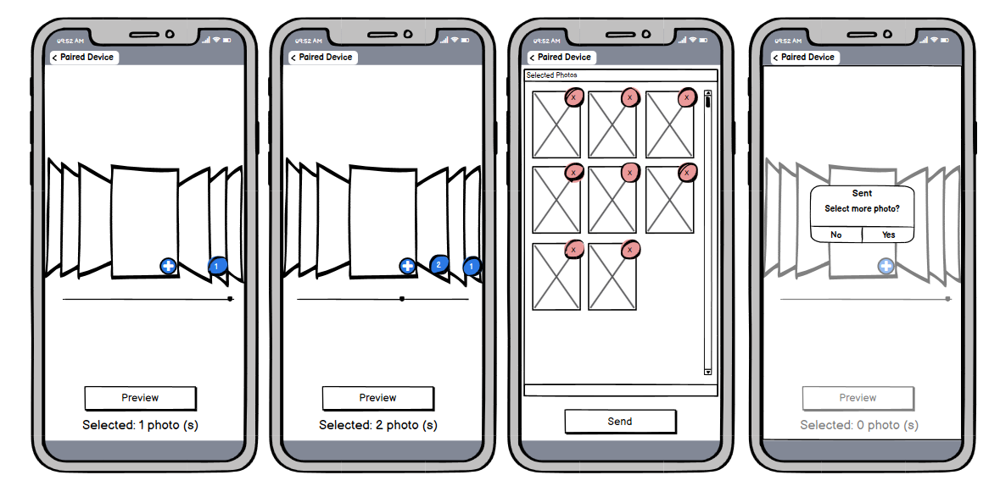 09:52 AM
< Paired Device
1
Preview
Selected: 1 photo (s)
09:52 AM
< Paired Device
2
1
Preview
Selected: 2 photo (s)
09:52 AM
< Paired Device
Selected Photos
X X X
X X X
X X
Send
09:52 AM
< Paired Device
Sent
Select more photo?
No Yes
Preview
Selected: 0 photo (s)